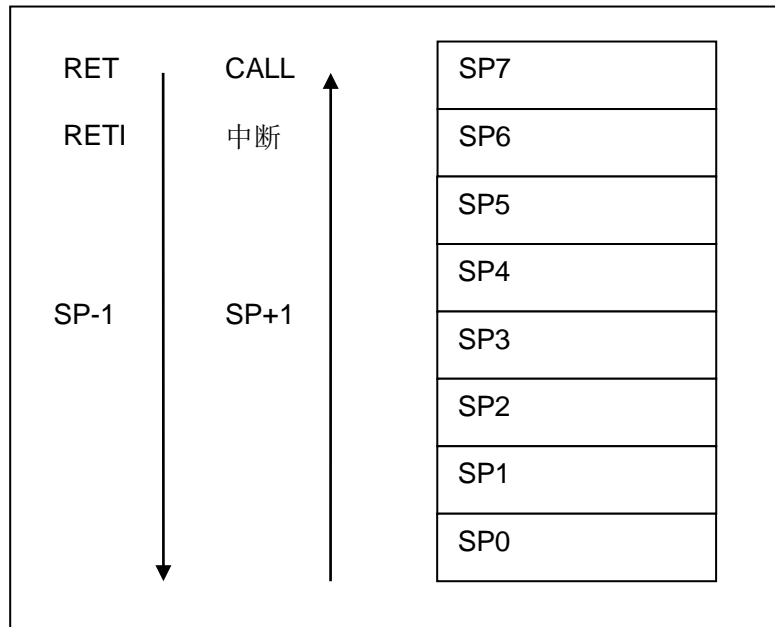 RET CALL SP7
RETI 中断 SP6
SP5
SP4
SP-1 SP+1
SP3
SP2
SP1
SP0